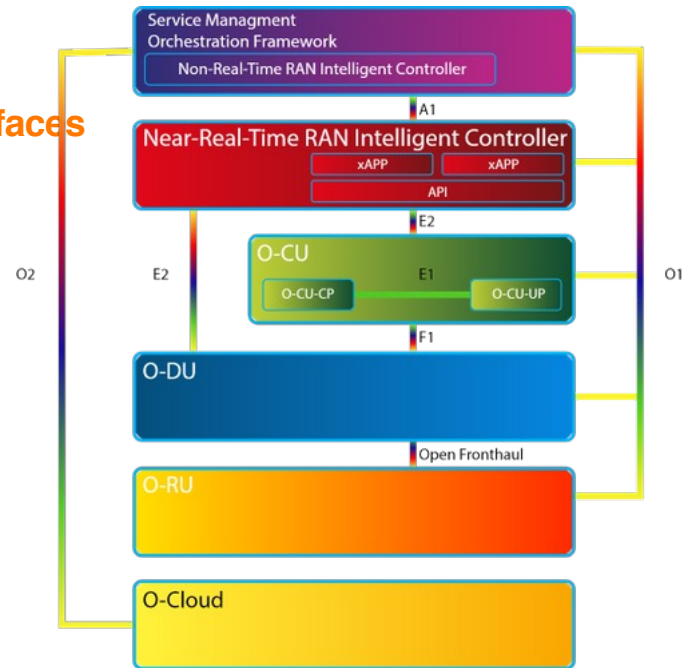 Service Managment
Orchestration Framework
Non-Real-Time RAN Intelligent Controller
faces
A1
Near-Real-Time RAN Intelligent Controller
xAPP xAPP
API
E2
O-CU
O2 E2 E1 O1
O-CU-CP O-CU-UP
F1
O-DU
Open Fronthaul
O-RU
O-Cloud